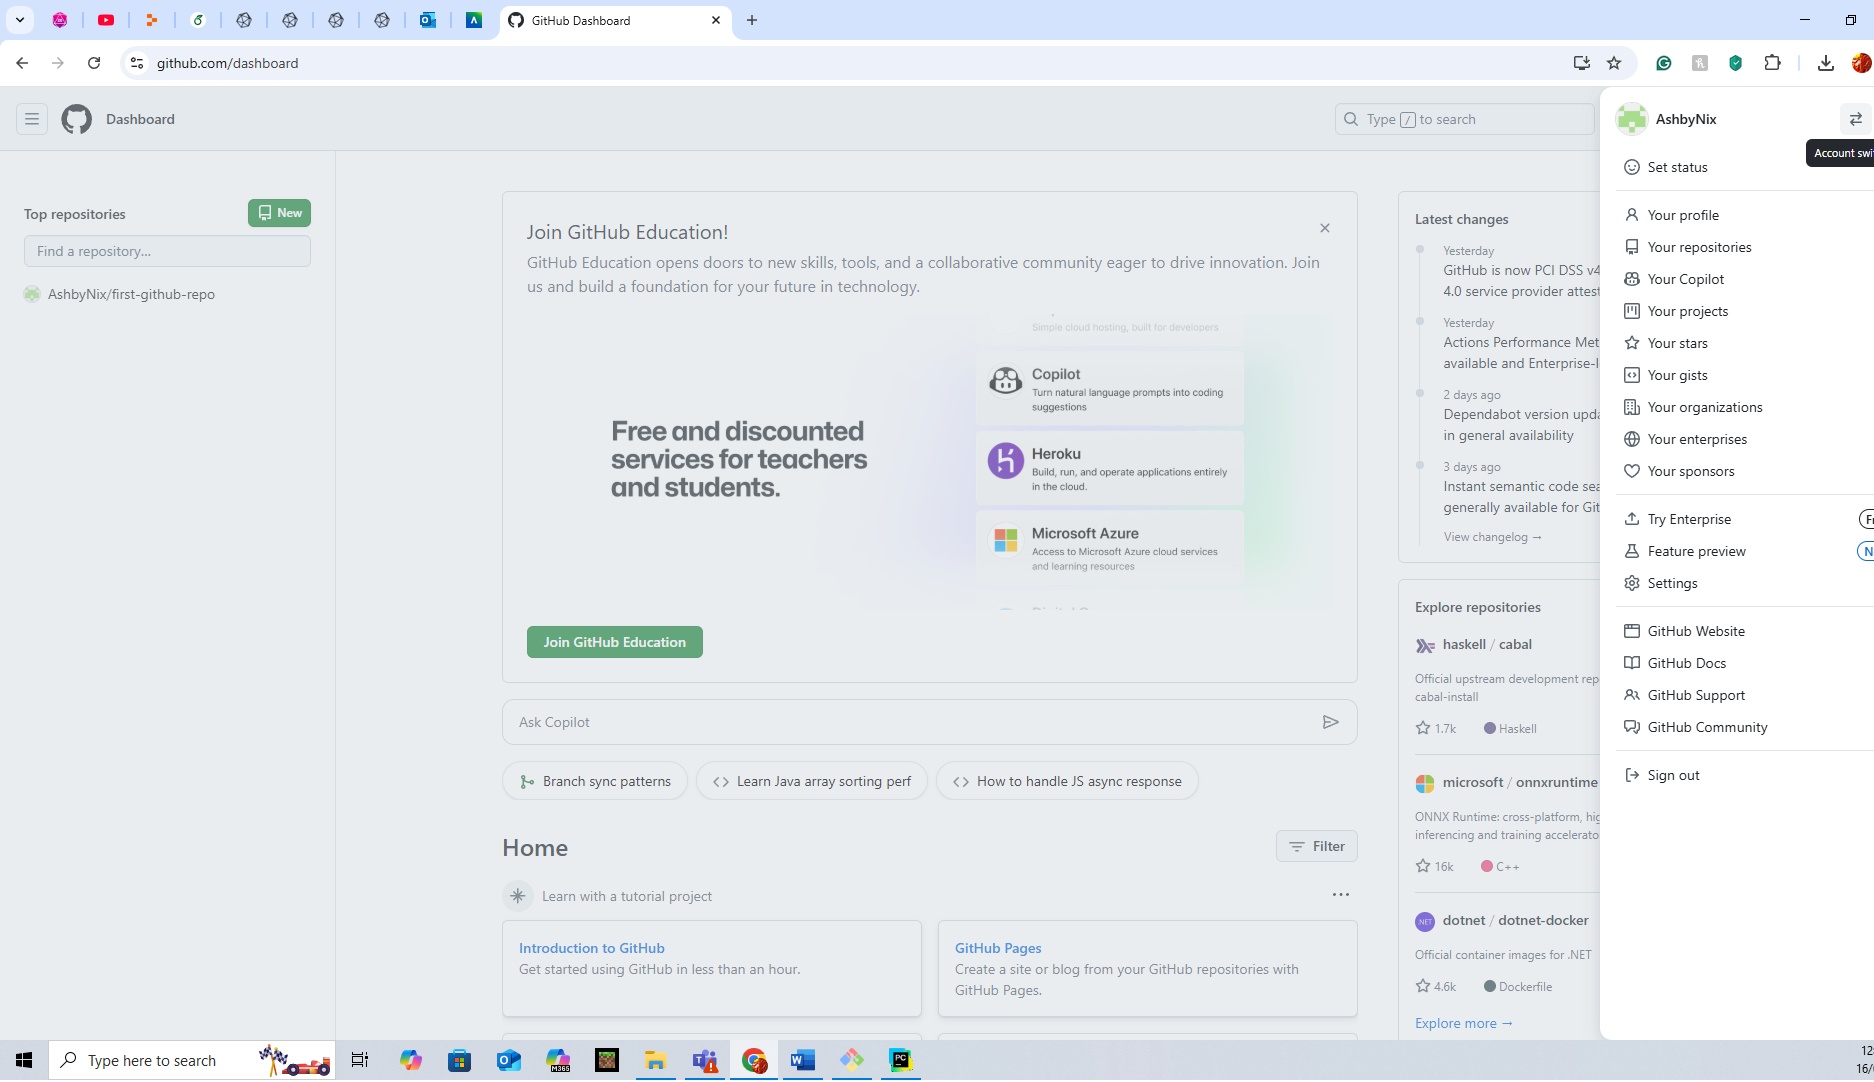 GitHub Dashboard
github.com/dashboard
Dashboard
Type / to search
AshbyNix
Account swi
Set status
Top repositories
New
Find a repository...
AshbyNix/first-github-repo
Join GitHub Education!
GitHub Education opens doors to new skills, tools, and a collaborative community eager to drive innovation. Join
us and build a foundation for your future in technology.
Simple cloud hosting, built for developers
Copilot
Turn natural language prompts into coding
suggestions
Free and discounted
services for teachers
and students.
Heroku
Build, run, and operate applications entirely
in the cloud.
Microsoft Azure
Access to Microsoft Azure cloud services
and learning resources
Join GitHub Education
Ask Copilot
Branch sync patterns
Learn Java array sorting perf
How to handle JS async response
Home
Filter
Learn with a tutorial project
Introduction to GitHub
Get started using GitHub in less than an hour.
GitHub Pages
Create a site or blog from your GitHub repositories with
GitHub Pages.
Latest changes
Yesterday
GitHub is now PCI DSS v4
4.0 service provider attest
Yesterday
Actions Performance Met
available and Enterprise-l
2 days ago
Dependabot version upda
in general availability
3 days ago
Instant semantic code sea
generally available for Git
View changelog →
Explore repositories
haskell / cabal
Official upstream development rep
cabal-install
1.7k
Haskell
microsoft / onnxruntime
ONNX Runtime: cross-platform, hig
inferencing and training accelerato
16k
C++
NET
dotnet / dotnet-docker
Official container images for .NET
4.6k
Dockerfile
Explore more →
Your profile
Your repositories
Your Copilot
Your projects
Your stars
Your gists
Your organizations
Your enterprises
Your sponsors
Try Enterprise
Feature preview
Settings
GitHub Website
GitHub Docs
GitHub Support
GitHub Community
Sign out
Type here to search
M365
PC
12:
16/